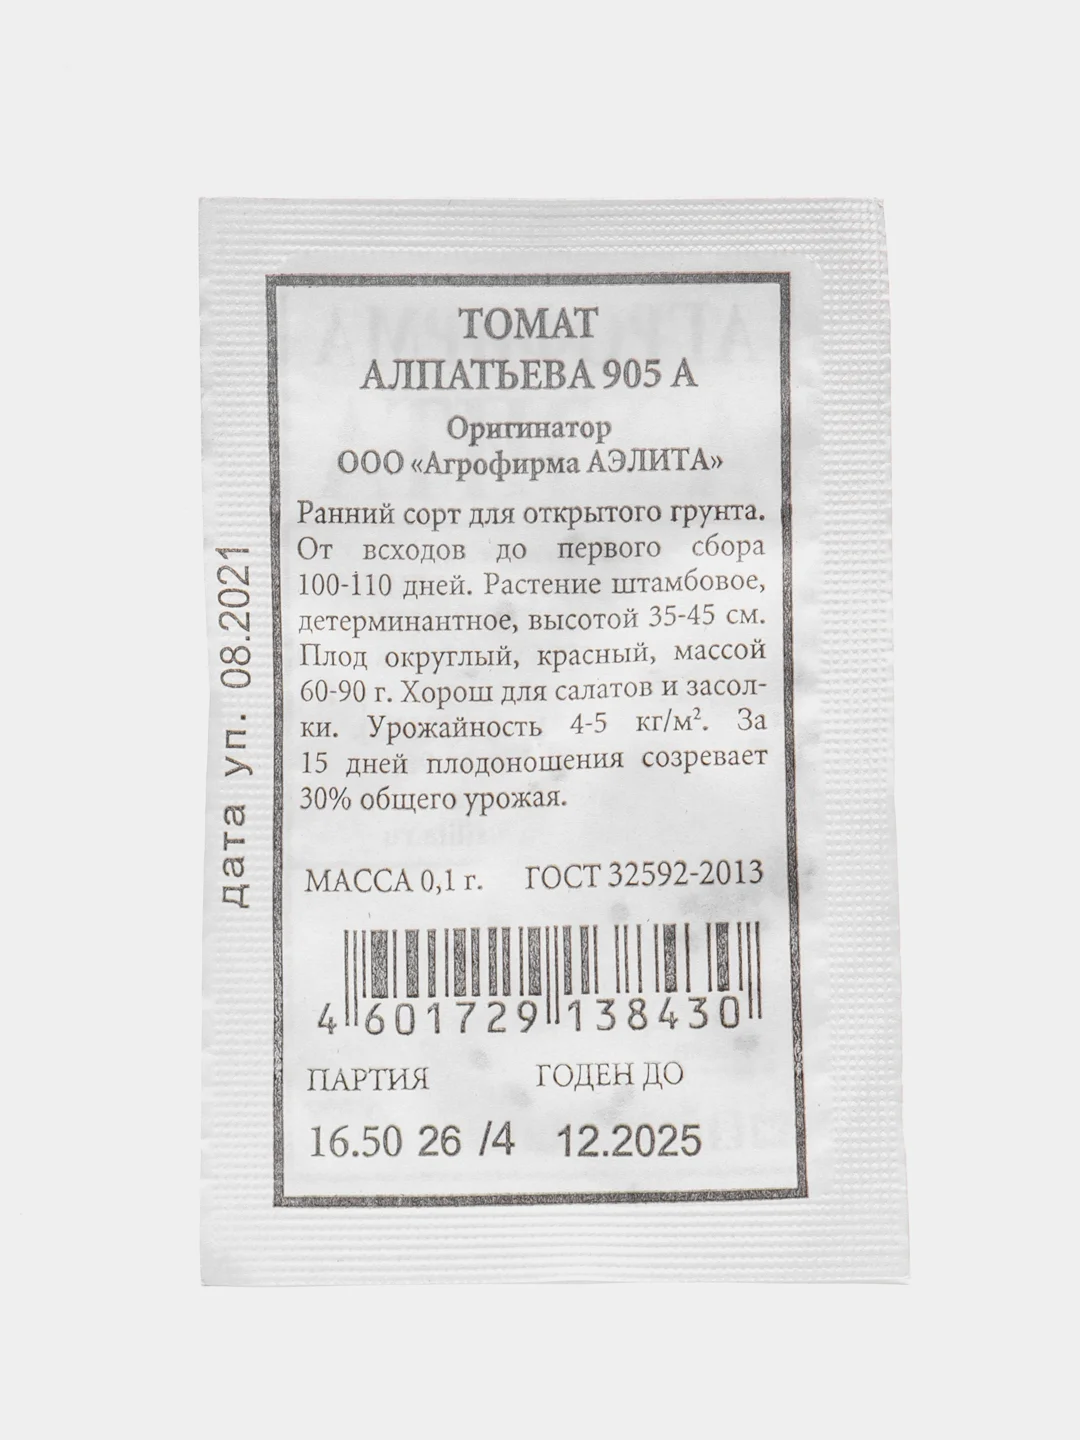 ТОМАТ
АЛПАТЬЕВА 905 А
Оригинатор
ООО «Агрофирма АЭЛИТА»
Ранний сорт для открытого грунта.
От всходов до первого сбора
100-110 дней. Растение штамбовое,
детерминантное, высотой 35-45 см.
Плод округлый, красный, массой
60-90 г. Хорош для салатов и засол-
ки. Урожайность 4-5 кг/м². За
15 дней плодоношения созревает
30% общего урожая.
МАССА 0,1 г. ГОСТ 32592-2013
4 601729 138430
ПАРТИЯ ГОДЕН ДО
16.50 26 /4 12.2025
дата уп. 08.2021